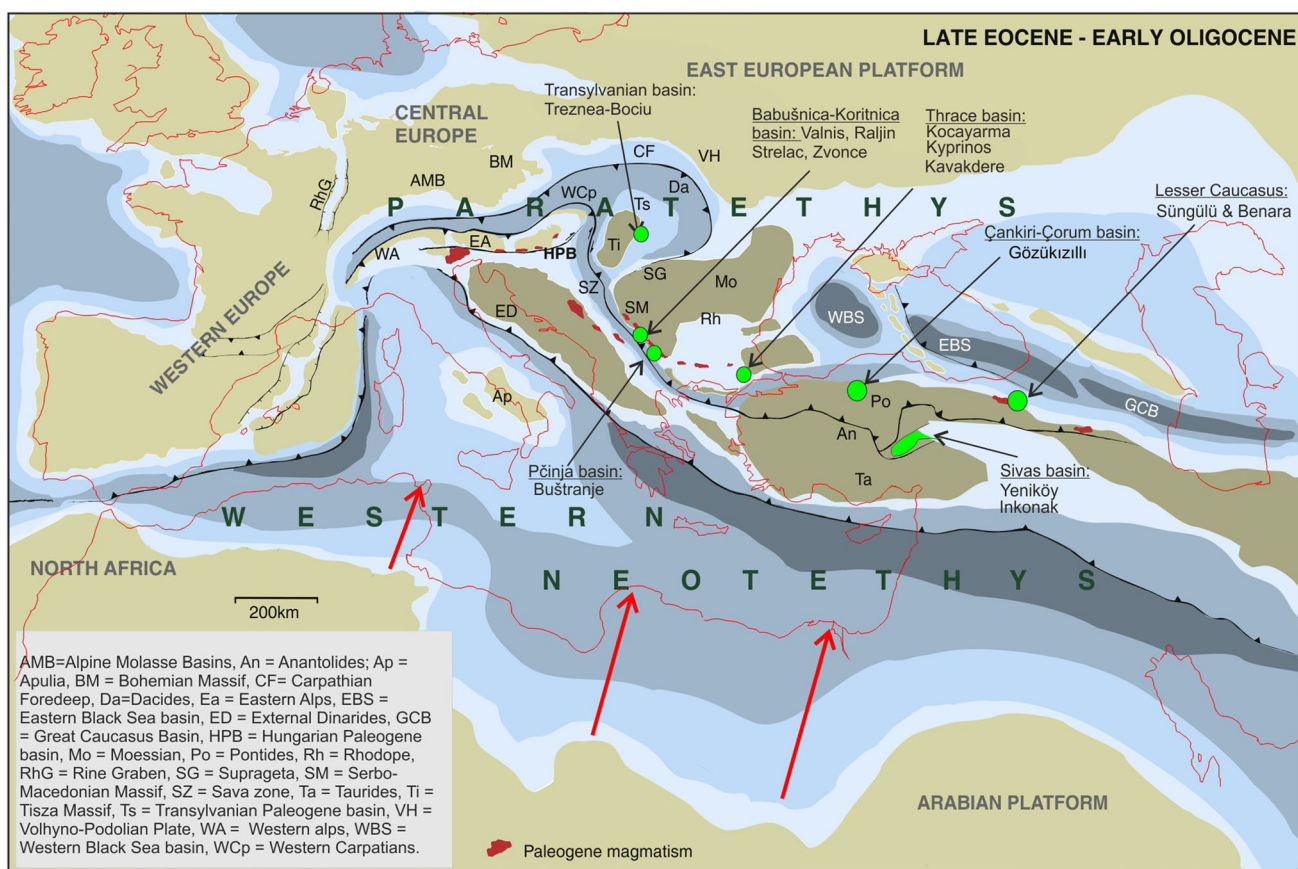 LATE EOCENE - EARLY OLIGOCENE
EAST EUROPEAN PLATFORM
Transylvanian basin:
Treznea-Bociu
CENTRAL
EUROPE
Babušnica-Koritnica
basin: Valnis, Raljin
Strelac, Zvonce
Thrace basin:
Kocayarma
Kyprinos
Kavakdere
Lesser Caucasus:
Süngülü & Benara
Çankiri-Çorum basin:
Gözükızıllı
BM
CF
VH
AMB
WCp
Da
RhG
Ts
P A R A T E T H Y S
EA
WA
HPB
Ti
SG
SZ
Mo
SM
Rh
ED
WBS
EBS
WESTERN EUROPE
Ap
Po
GCB
An
Ta
Pčinja basin:
Buštranje
Sivas basin:
Yeniköy
Inkonak
W E S T E R N
N E O T E T H Y S
NORTH AFRICA
200km
ARABIAN PLATFORM
AMB=Alpine Molasse Basins, An = Anantolides; Ap =
Apulia, BM = Bohemian Massif, CF= Carpathian
Foredeep, Da=Dacides, Ea = Eastern Alps, EBS =
Eastern Black Sea basin, ED = External Dinarides, GCB
= Great Caucasus Basin, HPB = Hungarian Paleogene
basin, Mo = Moessian, Po = Pontides, Rh = Rhodope,
RhG = Rine Graben, SG = Suprageta, SM = Serbo-
Macedonian Massif, SZ = Sava zone, Ta = Taurides, Ti =
Tisza Massif, Ts = Transylvanian Paleogene basin, VH =
Volhyno-Podolian Plate, WA = Western alps, WBS =
Western Black Sea basin, WCp = Western Carpatians.
Paleogene magmatism